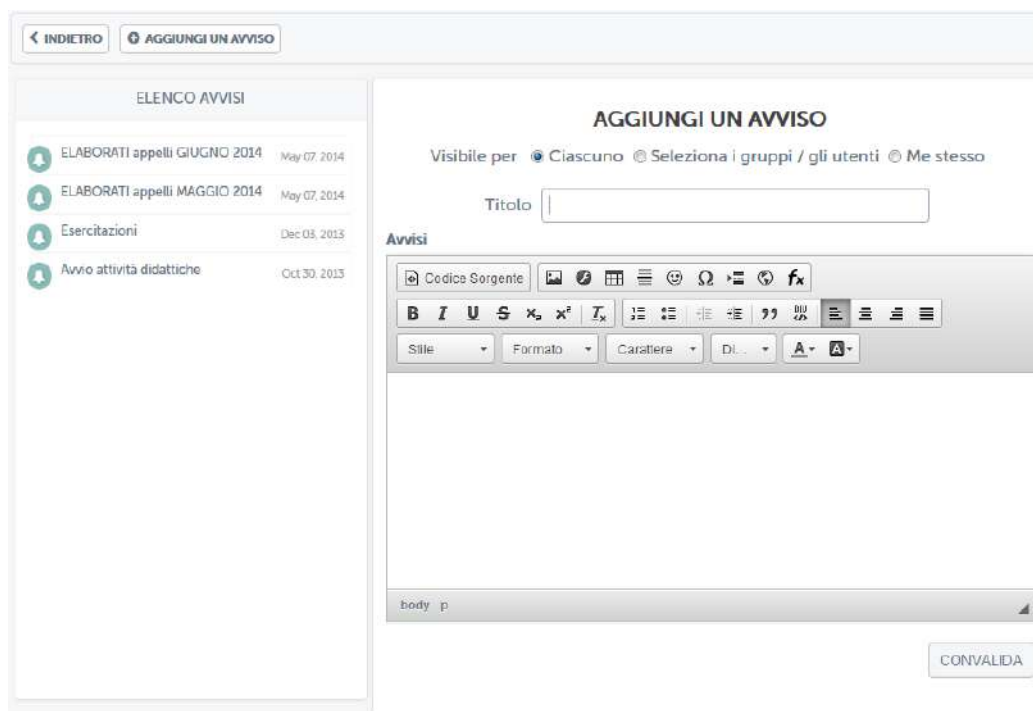 INDIETRO
AGGIUNGI UN AVVISO
ELENCO AVVISI
ELABORATI appelli GIUGNO 2014 May 07, 2014
ELABORATI appelli MAGGIO 2014 May 07, 2014
Esercitazioni Dec 03, 2013
Avvio attività didattiche Oct 30, 2013
AGGIUNGI UN AVVISO
Visibile per Ciascuno Seleziona i gruppi / gli utenti Me stesso
Titolo
Avvisi
Codice Sorgente
Stile Formato Carattere Di...
body p
CONVALIDA